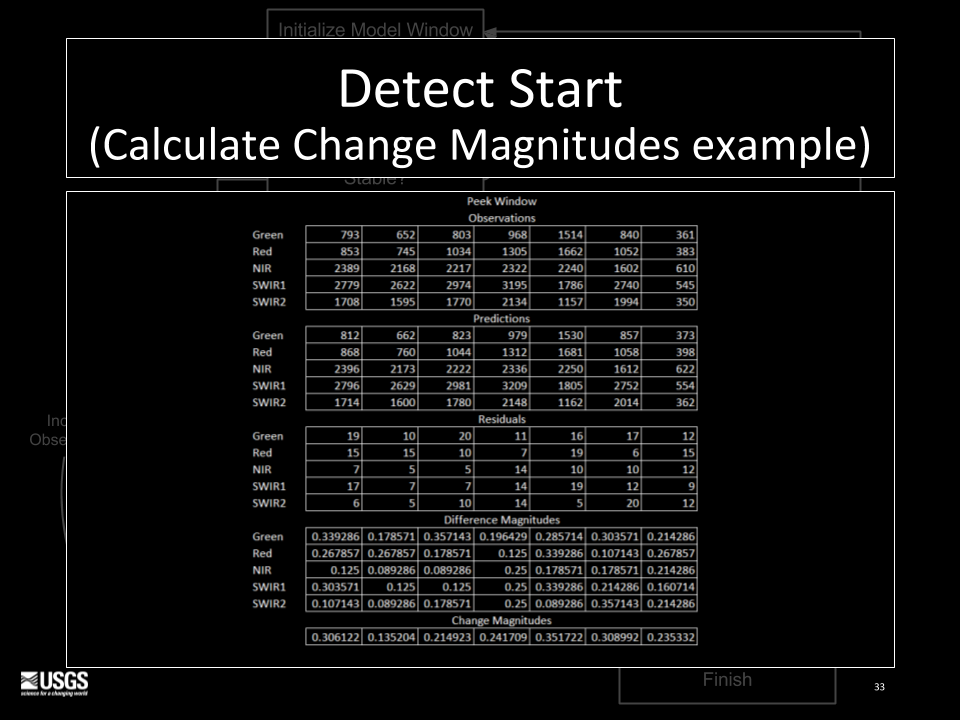 Initialize Model Window
Detect Start
(Calculate Change Magnitudes example)
Stable?
Peek Window
Observations
Green 793 652 803 968 1514 840 361
Red 853 745 1034 1305 1662 1052 383
NIR 2389 2168 2217 2322 2240 1602 610
SWIR1 2779 2622 2974 3195 1786 2740 545
SWIR2 1708 1595 1770 2134 1157 1994 350
Predictions
Green 812 662 823 979 1530 857 373
Red 868 760 1044 1312 1681 1058 398
NIR 2396 2173 2222 2336 2250 1612 622
SWIR1 2796 2629 2981 3209 1805 2752 554
SWIR2 1714 1600 1780 2148 1162 2014 362
Residuals
Green 19 10 20 11 16 17 12
Red 15 15 10 7 19 6 15
NIR 7 5 5 14 10 10 12
SWIR1 17 7 7 14 19 12 9
SWIR2 6 5 10 14 5 20 12
Difference Magnitudes
Green 0.339286 0.178571 0.357143 0.196429 0.285714 0.303571 0.214286
Red 0.267857 0.267857 0.178571 0.125 0.339286 0.107143 0.267857
NIR 0.125 0.089286 0.089286 0.25 0.178571 0.178571 0.214286
SWIR1 0.303571 0.125 0.125 0.25 0.339286 0.214286 0.160714
SWIR2 0.107143 0.089286 0.178571 0.25 0.089286 0.357143 0.214286
Change Magnitudes
0.306122 0.135204 0.214923 0.241709 0.351722 0.308992 0.235332
USGS
science for a changing world
Finish
33